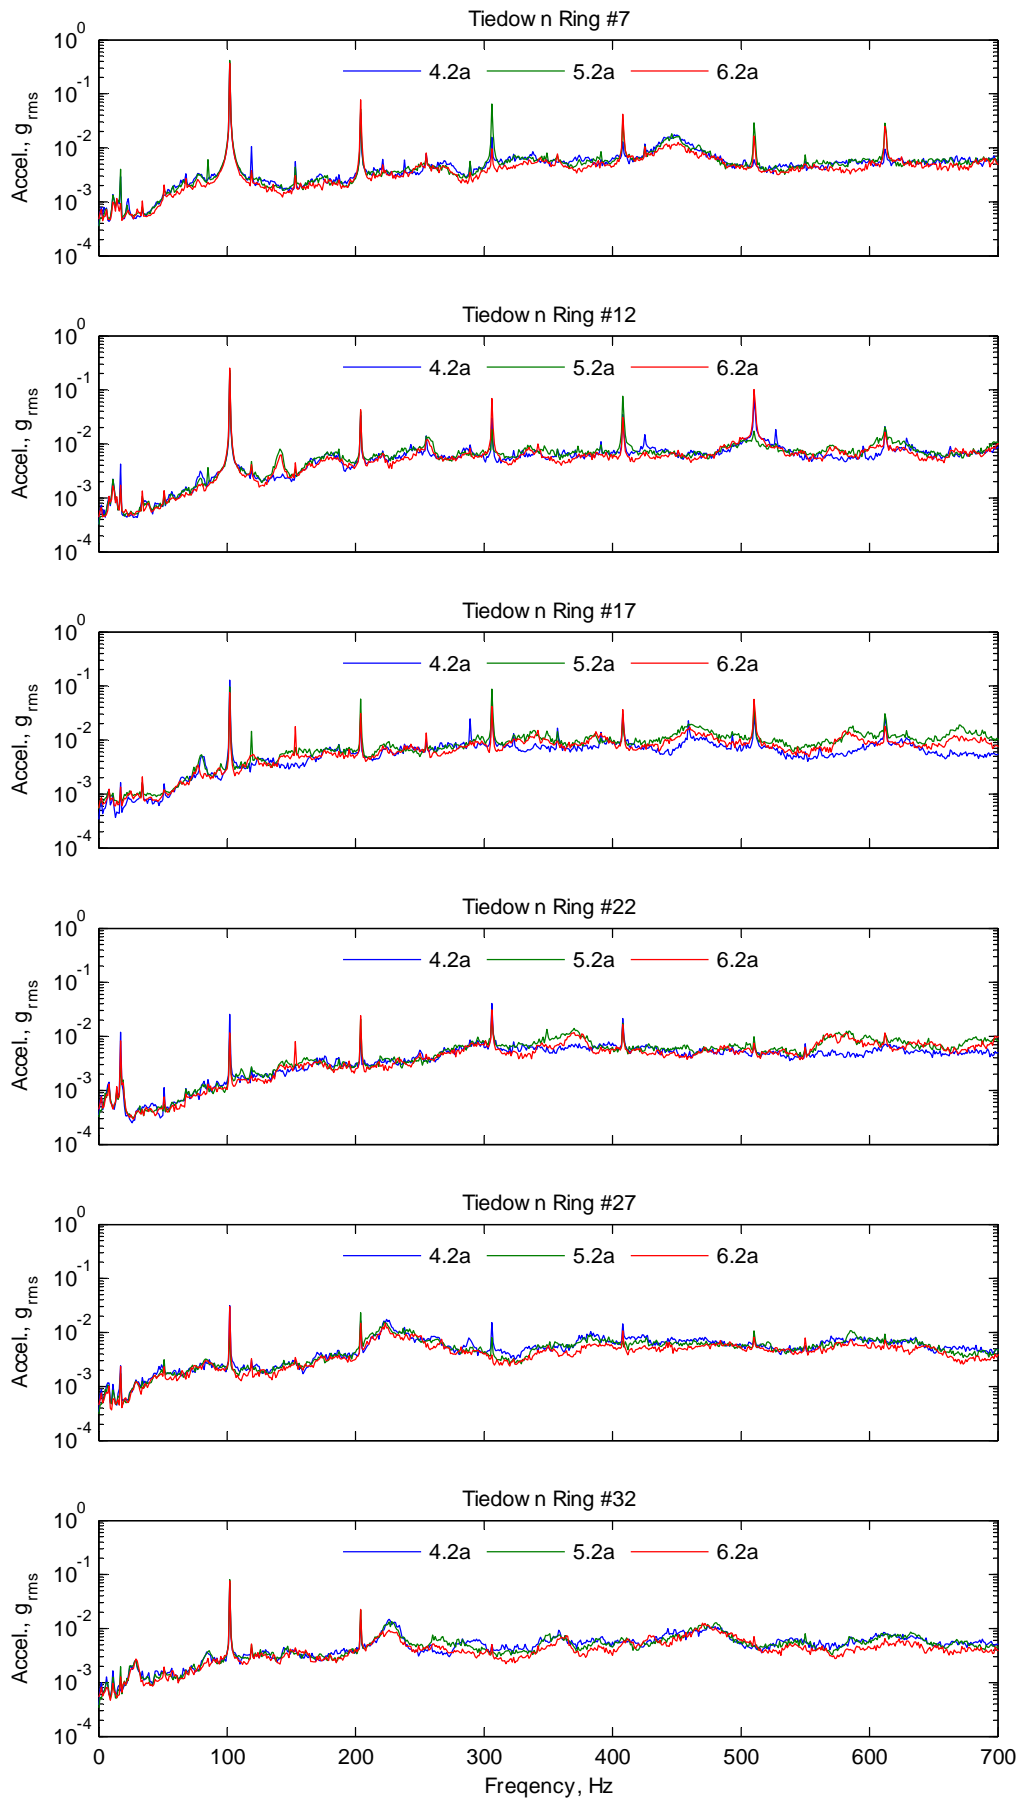 Tiedow n Ring #7
4.2a 5.2a 6.2a
Accel., g_rms
10^0
10^-1
10^-2
10^-3
10^-4
Tiedow n Ring #12
4.2a 5.2a 6.2a
Accel., g_rms
10^0
10^-1
10^-2
10^-3
10^-4
Tiedow n Ring #17
4.2a 5.2a 6.2a
Accel., g_rms
10^0
10^-1
10^-2
10^-3
10^-4
Tiedow n Ring #22
4.2a 5.2a 6.2a
Accel., g_rms
10^0
10^-1
10^-2
10^-3
10^-4
Tiedow n Ring #27
4.2a 5.2a 6.2a
Accel., g_rms
10^0
10^-1
10^-2
10^-3
10^-4
Tiedow n Ring #32
4.2a 5.2a 6.2a
Accel., g_rms
10^0
10^-1
10^-2
10^-3
10^-4
0 100 200 300 400 500 600 700
Freqency, Hz